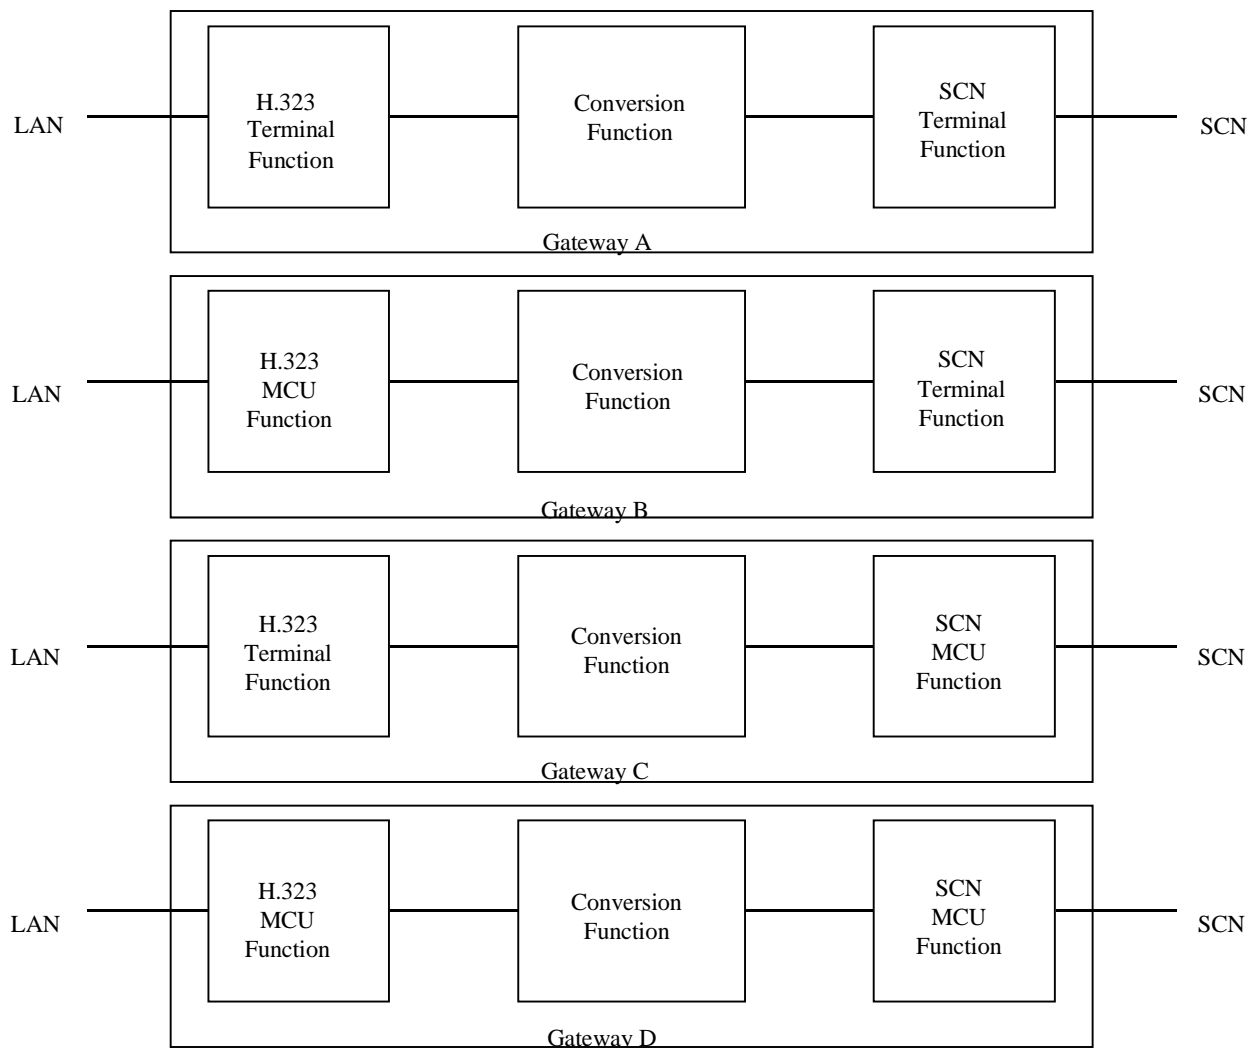 LAN
H.323
Terminal
Function
Conversion
Function
SCN
Terminal
Function
SCN
Gateway A
LAN
H.323
MCU
Function
Conversion
Function
SCN
Terminal
Function
SCN
Gateway B
LAN
H.323
Terminal
Function
Conversion
Function
SCN
MCU
Function
SCN
Gateway C
LAN
H.323
MCU
Function
Conversion
Function
SCN
MCU
Function
SCN
Gateway D